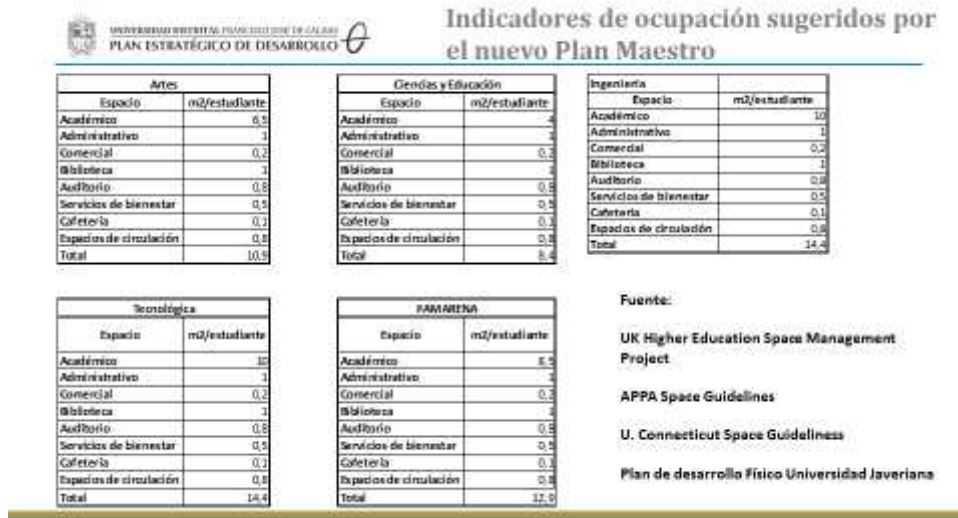 UNIVERSIDAD DISTRITAL FRANCISCO JOSÉ DE CALDAS
PLAN ESTRATÉGICO DE DESARROLLO
Indicadores de ocupación sugeridos por
el nuevo Plan Maestro
Artes
Espacio m2/estudiante
Académico 6,5
Administrativo 1
Comercial 0,2
Biblioteca 1
Auditorio 0,8
Servicios de bienestar 0,5
Cafetería 0,1
Espacios de circulación 0,8
Total 10,9
Ciencias y Educación
Espacio m2/estudiante
Académico 4
Administrativo 1
Comercial 0,2
Biblioteca 1
Auditorio 0,8
Servicios de bienestar 0,5
Cafetería 0,1
Espacios de circulación 0,8
Total 8,4
Ingeniería
Espacio m2/estudiante
Académico 10
Administrativo 1
Comercial 0,2
Biblioteca 1
Auditorio 0,8
Servicios de bienestar 0,5
Cafetería 0,1
Espacios de circulación 0,8
Total 14,4
Tecnológica
Espacio m2/estudiante
Académico 10
Administrativo 1
Comercial 0,2
Biblioteca 1
Auditorio 0,8
Servicios de bienestar 0,5
Cafetería 0,1
Espacios de circulación 0,8
Total 14,4
FAMARENA
Espacio m2/estudiante
Académico 8,5
Administrativo 1
Comercial 0,2
Biblioteca 1
Auditorio 0,8
Servicios de bienestar 0,5
Cafetería 0,1
Espacios de circulación 0,8
Total 12,9
Fuente:
UK Higher Education Space Management
Project
APPA Space Guidelines
U. Connecticut Space Guideliness
Plan de desarrollo Físico Universidad Javeriana